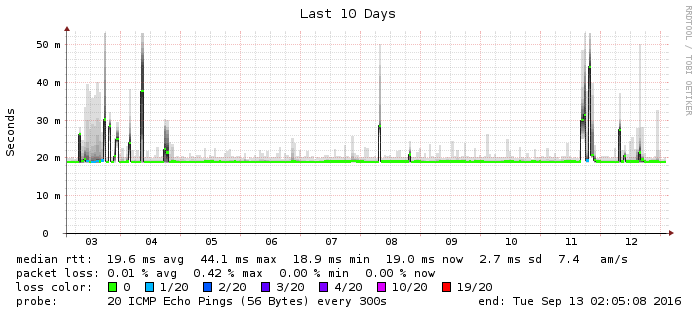 Last 10 Days
RRDTOOL / TOBI OETIKER
Seconds
50 m
40 m
30 m
20 m
10 m
0
03 04 05 06 07 08 09 10 11 12
median rtt: 19.6 ms avg 44.1 ms max 18.9 ms min 19.0 ms now 2.7 ms sd 7.4 am/s
packet loss: 0.01 % avg 0.42 % max 0.00 % min 0.00 % now
loss color: 0 1/20 2/20 3/20 4/20 10/20 19/20
probe: 20 ICMP Echo Pings (56 Bytes) every 300s end: Tue Sep 13 02:05:08 2016